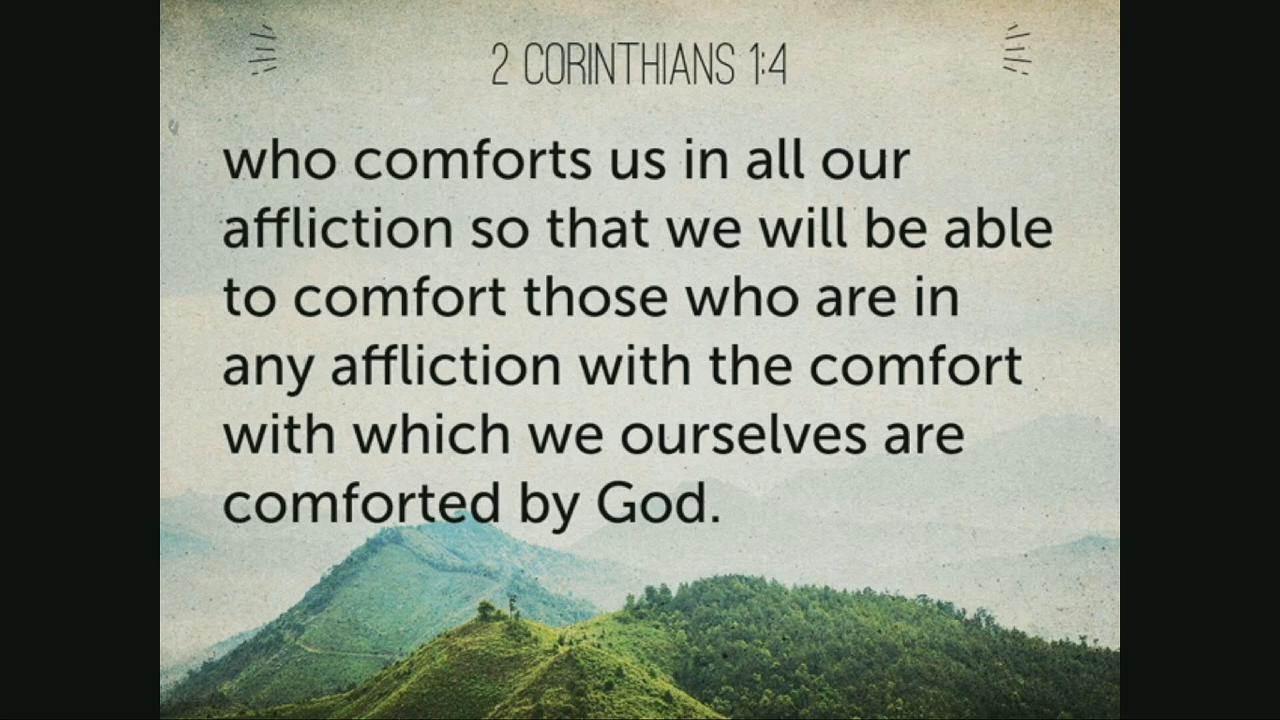 2 CORINTHIANS 1:4
who comforts us in all our
affliction so that we will be able
to comfort those who are in
any affliction with the comfort
with which we ourselves are
comforted by God.